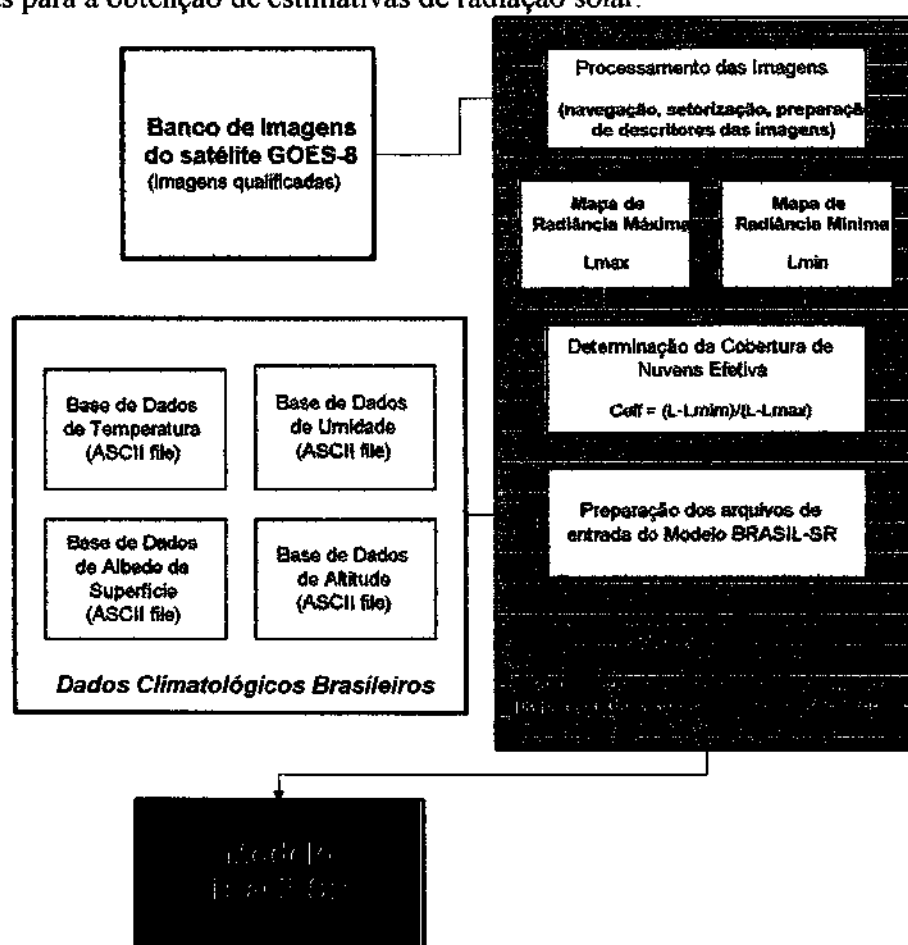 para a obtenção de estimativas de radiação solar.
Banco de Imagens
do satélite GOES-8
(Imagens qualificadas)
Processamento das Imagens
(navegação, setorização, preparaçã
de descritores das imagens)
Mapa de
Radiância Máxima
Lmax
Mapa de
Radiância Mínima
Lmin
Determinação da Cobertura de
Nuvens Efetiva
Ceff = (L-Lmim)/(L-Lmax)
Preparação dos arquivos de
entrada do Modelo BRASIL-SR
Base de Dados
de Temperatura
(ASCII file)
Base de Dados
de Umidade
(ASCII file)
Base de Dados
de Albedo de
Superfície
(ASCII file)
Base de Dados
de Altitude
(ASCII file)
Dados Climatológicos Brasileiros
Modelo